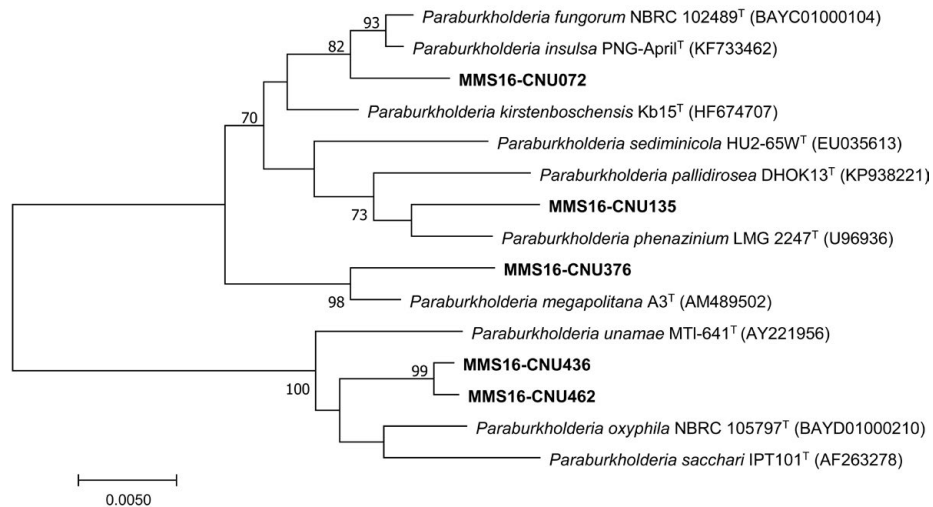 93
Paraburkholderia fungorum NBRC 102489ᵀ (BAYC01000104)
82
Paraburkholderia insulsa PNG-Aprilᵀ (KF733462)
MMS16-CNU072
70
Paraburkholderia kirstenboschensis Kb15ᵀ (HF674707)
Paraburkholderia sediminicola HU2-65Wᵀ (EU035613)
Paraburkholderia pallidirosea DHOK13ᵀ (KP938221)
73
MMS16-CNU135
Paraburkholderia phenazinium LMG 2247ᵀ (U96936)
MMS16-CNU376
98
Paraburkholderia megapolitana A3ᵀ (AM489502)
Paraburkholderia unamae MTI-641ᵀ (AY221956)
99
MMS16-CNU436
100
MMS16-CNU462
Paraburkholderia oxyphila NBRC 105797ᵀ (BAYD01000210)
Paraburkholderia sacchari IPT101ᵀ (AF263278)
0.0050